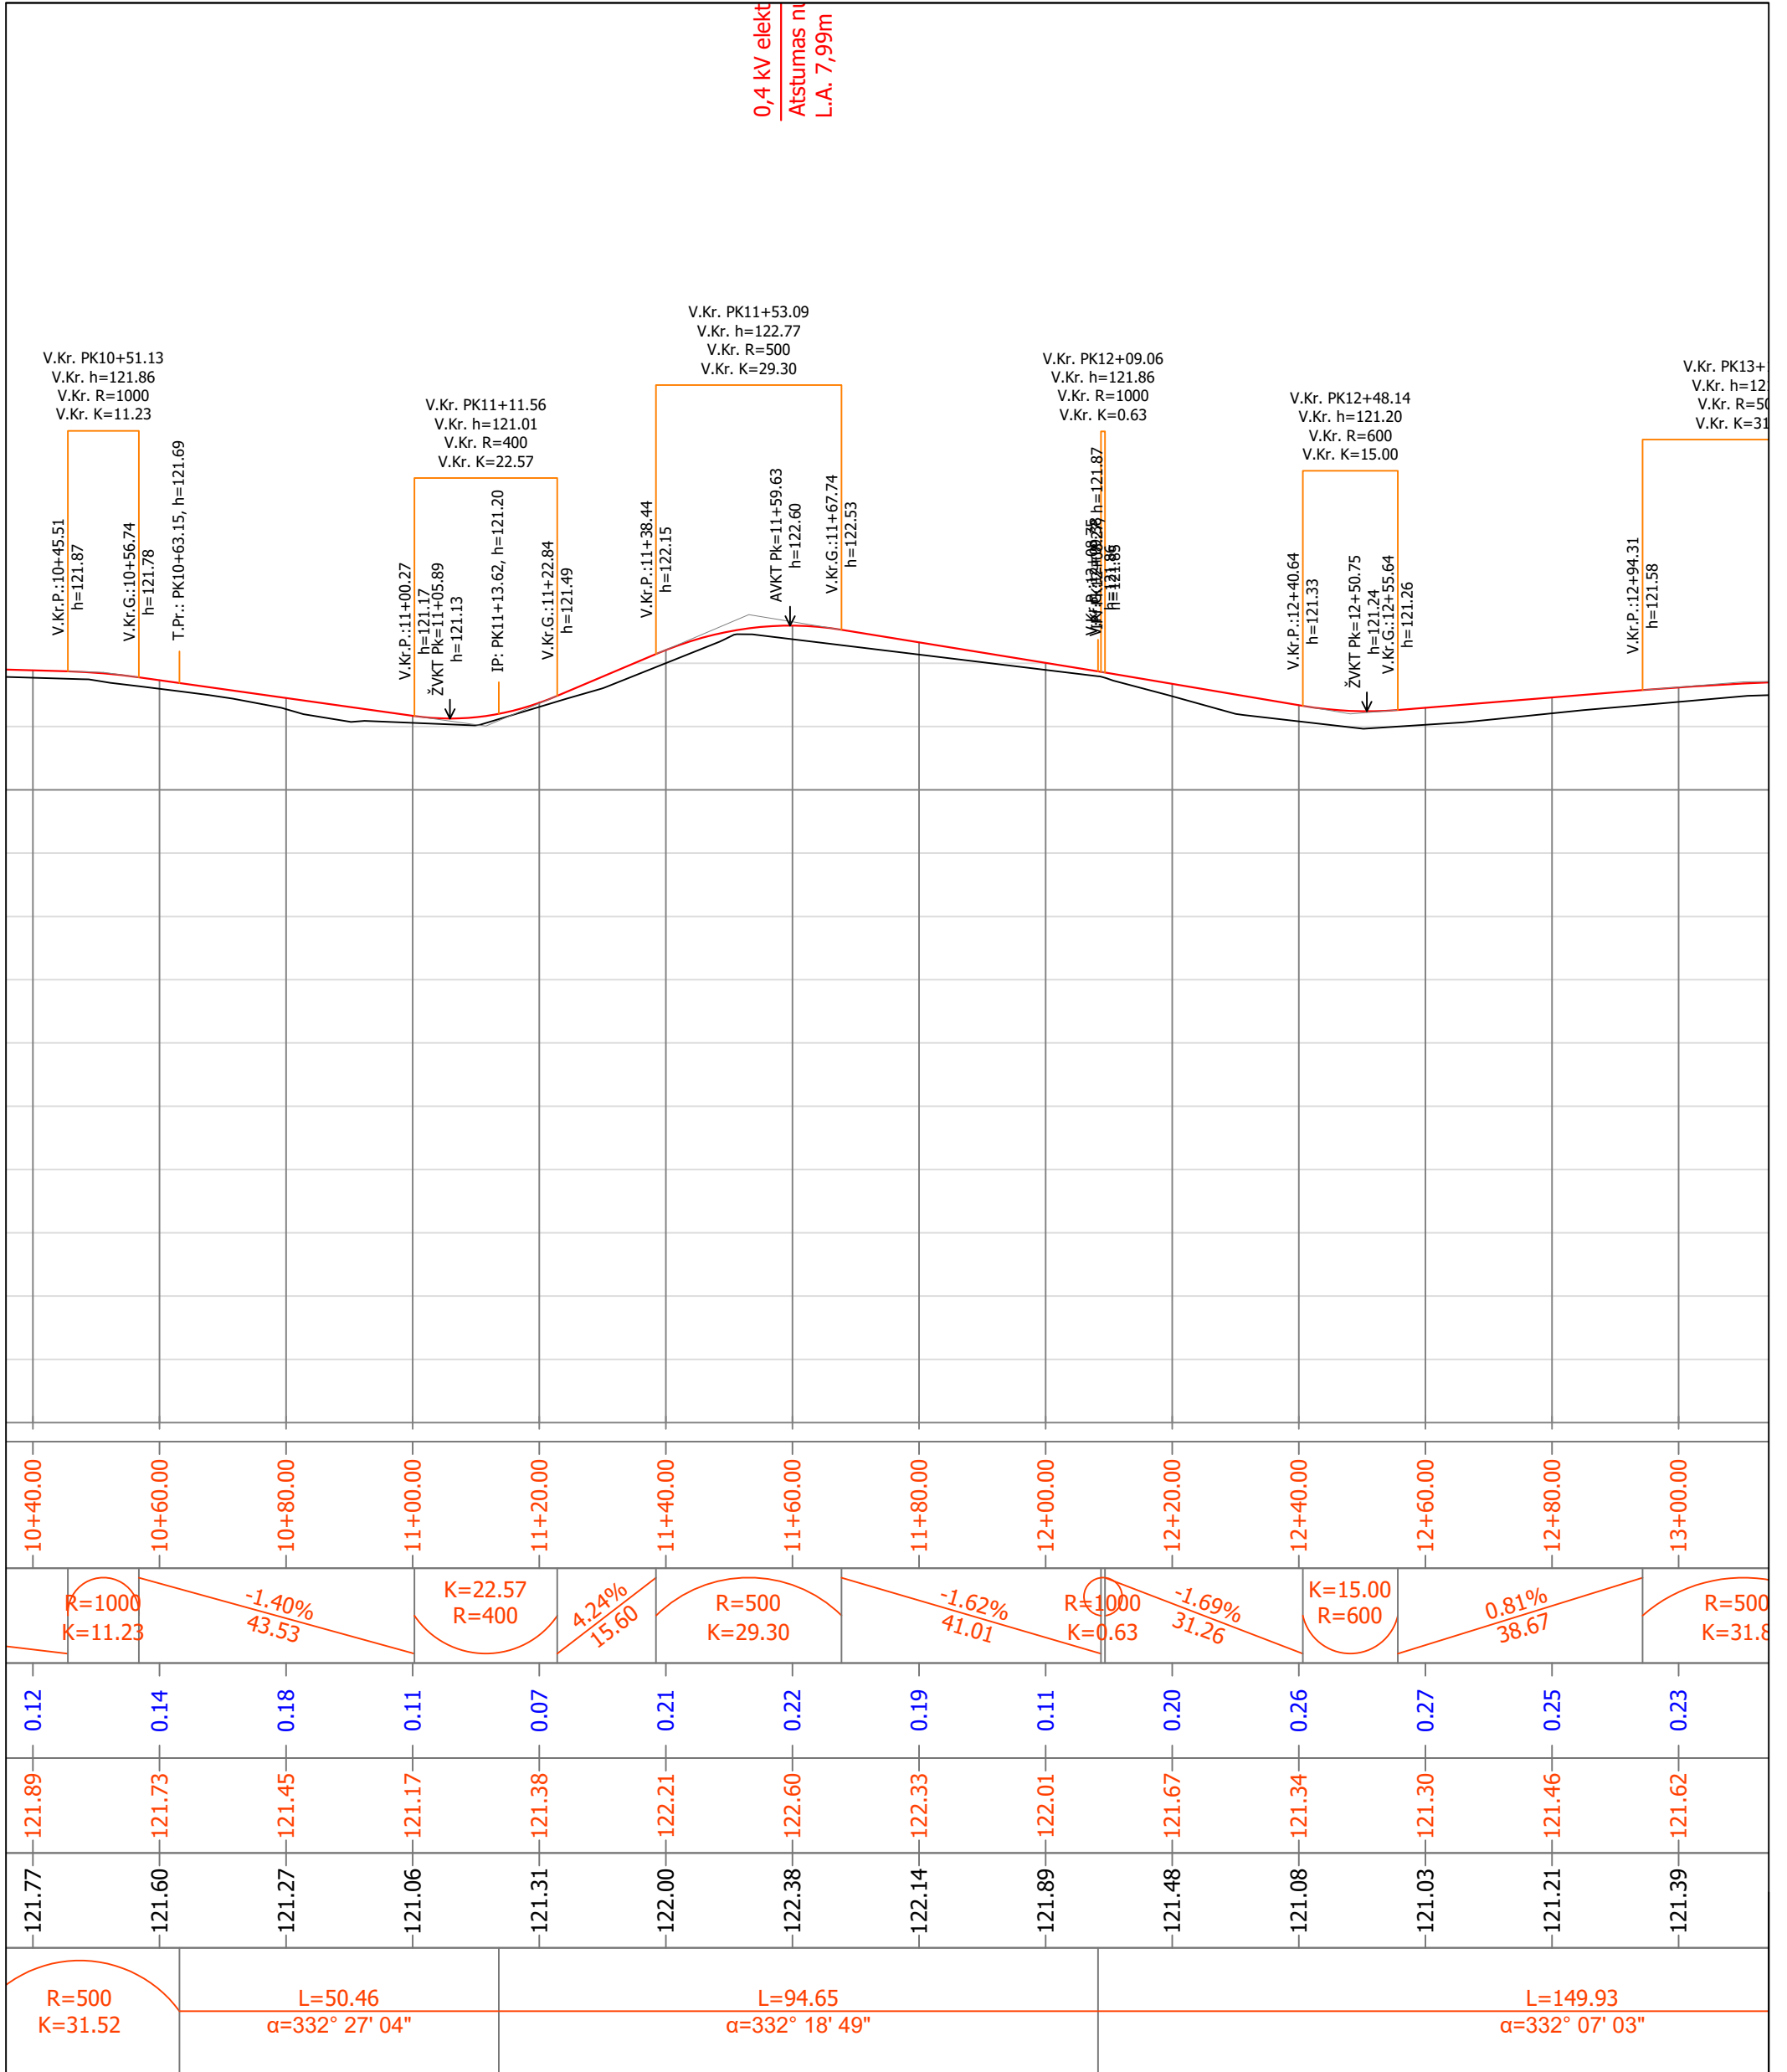 0,4 kV elekt
Atstumas nu
L.A. 7,99m
V.Kr. PK10+51.13
V.Kr. h=121.86
V.Kr. R=1000
V.Kr. K=11.23
V.Kr.P.:10+45.51
h=121.87
V.Kr.G.:10+56.74
h=121.78
T.Pr.: PK10+63.15, h=121.69
V.Kr. PK11+11.56
V.Kr. h=121.01
V.Kr. R=400
V.Kr. K=22.57
V.Kr.P.:11+00.27
h=121.17
ŽVKT Pk=11+05.89
h=121.13
IP: PK11+13.62, h=121.20
V.Kr.G.:11+22.84
h=121.49
V.Kr. PK11+53.09
V.Kr. h=122.77
V.Kr. R=500
V.Kr. K=29.30
V.Kr.P.:11+38.44
h=122.15
AVKT Pk=11+59.63
h=122.60
V.Kr.G.:11+67.74
h=122.53
V.Kr. PK12+09.06
V.Kr. h=121.86
V.Kr. R=1000
V.Kr. K=0.63
h=121.87
V.Kr. PK12+48.14
V.Kr. h=121.20
V.Kr. R=600
V.Kr. K=15.00
V.Kr.P.:12+40.64
h=121.33
ŽVKT Pk=12+50.75
h=121.24
V.Kr.G.:12+55.64
h=121.26
V.Kr. PK13+
V.Kr. h=12
V.Kr. R=50
V.Kr. K=31
V.Kr.P.:12+94.31
h=121.58
10+40.00 10+60.00 10+80.00 11+00.00 11+20.00 11+40.00 11+60.00 11+80.00 12+00.00 12+20.00 12+40.00 12+60.00 12+80.00 13+00.00
R=1000
K=11.23
-1.40%
43.53
K=22.57
R=400
4.24%
15.60
R=500
K=29.30
-1.62%
41.01
R=1000
K=0.63
-1.69%
31.26
K=15.00
R=600
0.81%
38.67
R=500
K=31.8
0.12 0.14 0.18 0.11 0.07 0.21 0.22 0.19 0.11 0.20 0.26 0.27 0.25 0.23
121.89 121.73 121.45 121.17 121.38 122.21 122.60 122.33 122.01 121.67 121.34 121.30 121.46 121.62
121.77 121.60 121.27 121.06 121.31 122.00 122.38 122.14 121.89 121.48 121.08 121.03 121.21 121.39
R=500
K=31.52
L=50.46
α=332° 27' 04"
L=94.65
α=332° 18' 49"
L=149.93
α=332° 07' 03"